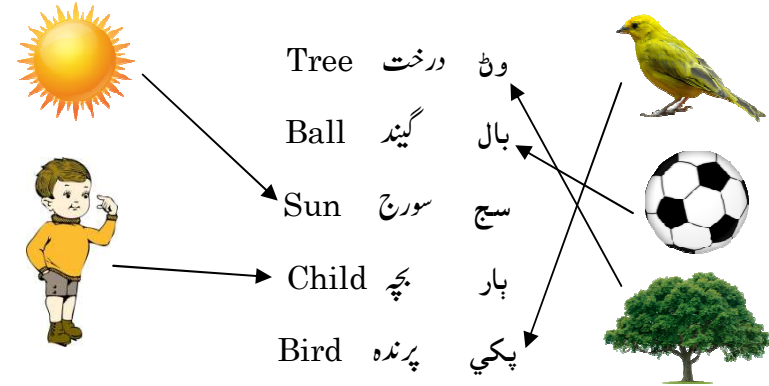 Tree درخت وڻ
Ball گیند بال
Sun سورج سج
Child بچہ ٻار
Bird پرندہ پکي